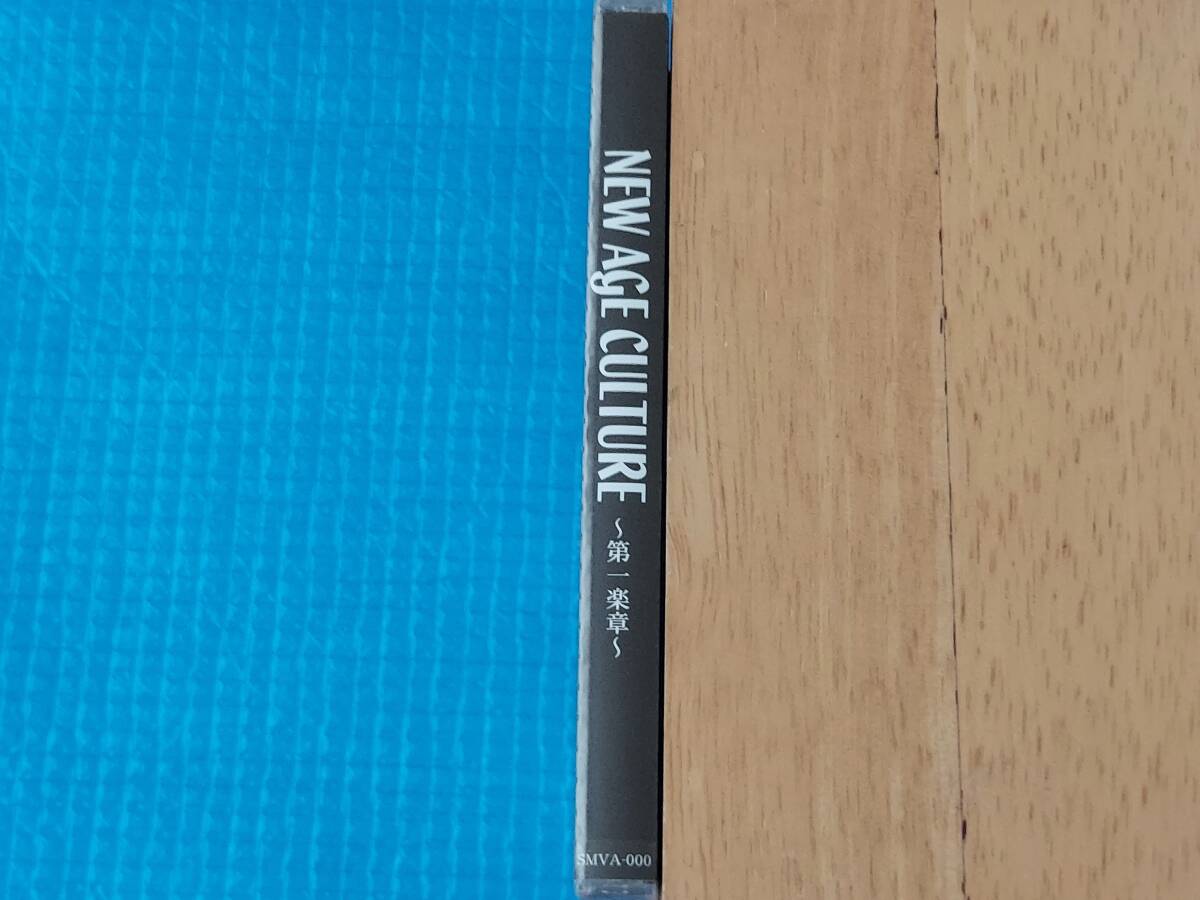 NEW AGE CULTURE ～第一楽章～
SMVA-000